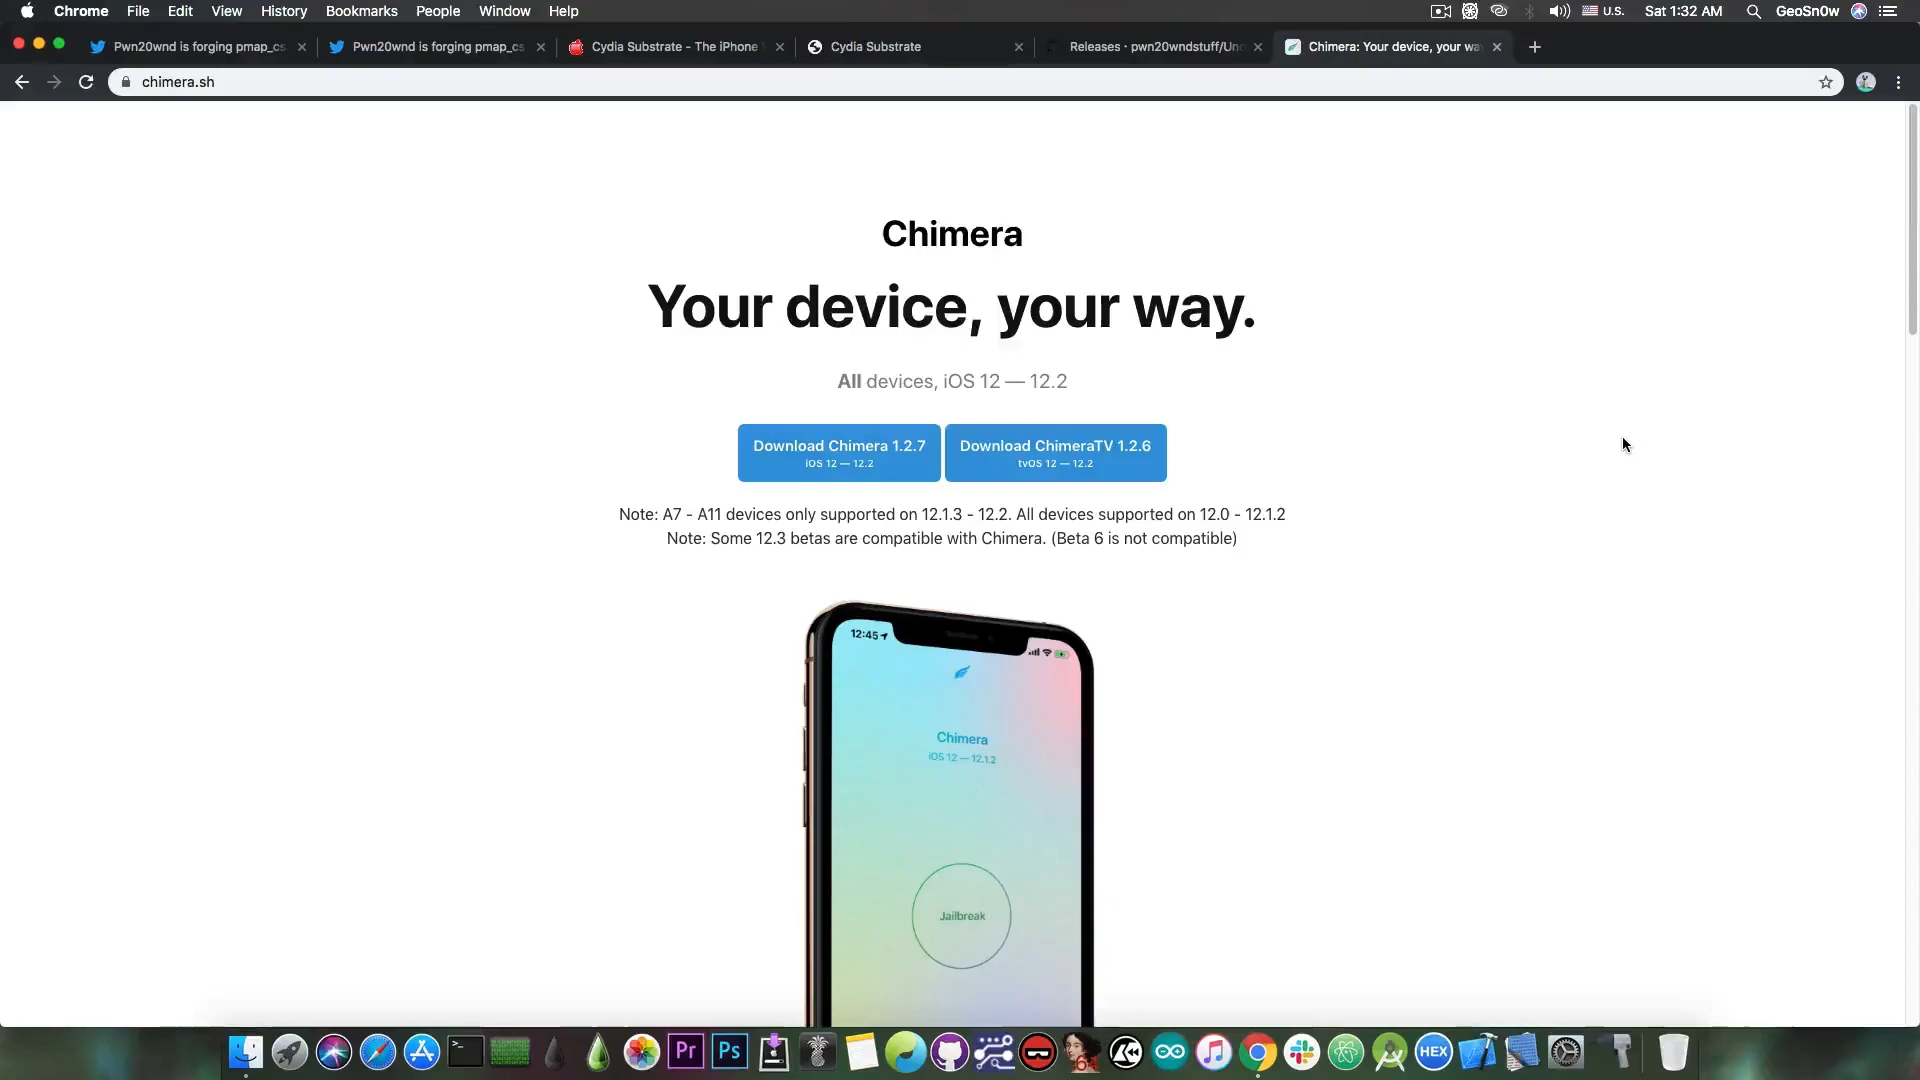 Chrome File Edit View History Bookmarks People Window Help
U.S. Sat 1:32 AM GeoSn0w
Pwn20wnd is forging pmap_cs
Pwn20wnd is forging pmap_cs
Cydia Substrate - The iPhone
Cydia Substrate
Releases · pwn20wndstuff/Unc
Chimera: Your device, your wa
chimera.sh
Chimera
Your device, your way.
All devices, iOS 12 — 12.2
Download Chimera 1.2.7
iOS 12 — 12.2
Download ChimeraTV 1.2.6
tvOS 12 — 12.2
Note: A7 - A11 devices only supported on 12.1.3 - 12.2. All devices supported on 12.0 - 12.1.2
Note: Some 12.3 betas are compatible with Chimera. (Beta 6 is not compatible)
12:45
Chimera
iOS 12 — 12.1.2
Jailbreak
Pr
Ps
64
HEX